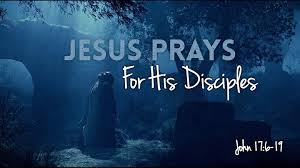 JESUS PRAYS
For His Disciples
John 17:6-19